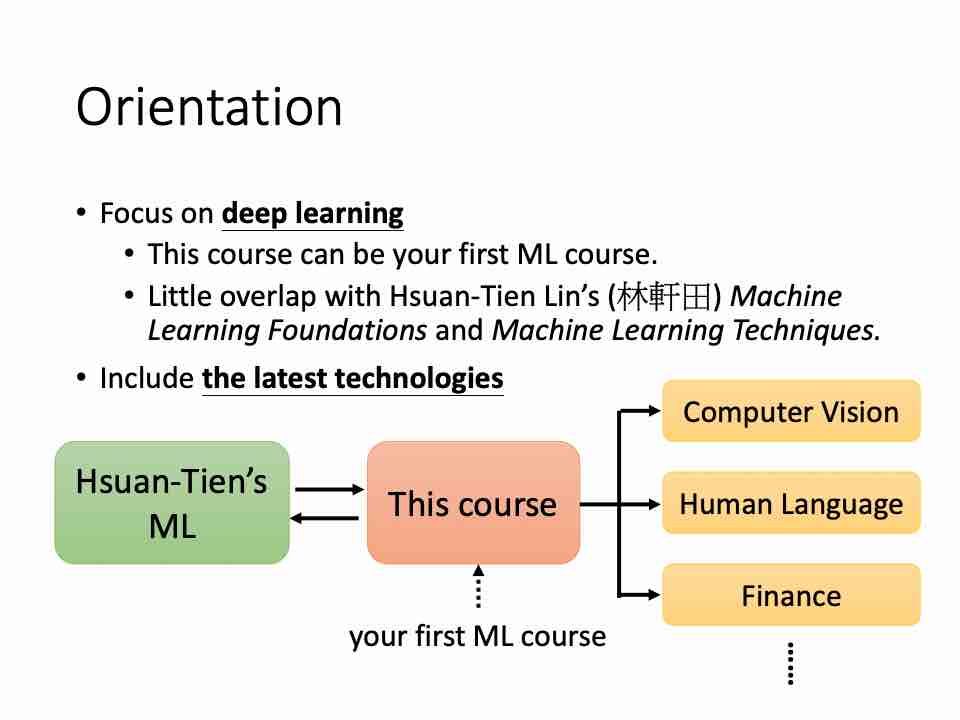 Orientation
• Focus on deep learning
• This course can be your first ML course.
• Little overlap with Hsuan-Tien Lin's (林軒田) Machine
Learning Foundations and Machine Learning Techniques.
• Include the latest technologies
Hsuan-Tien's
ML
This course
your first ML course
Computer Vision
Human Language
Finance